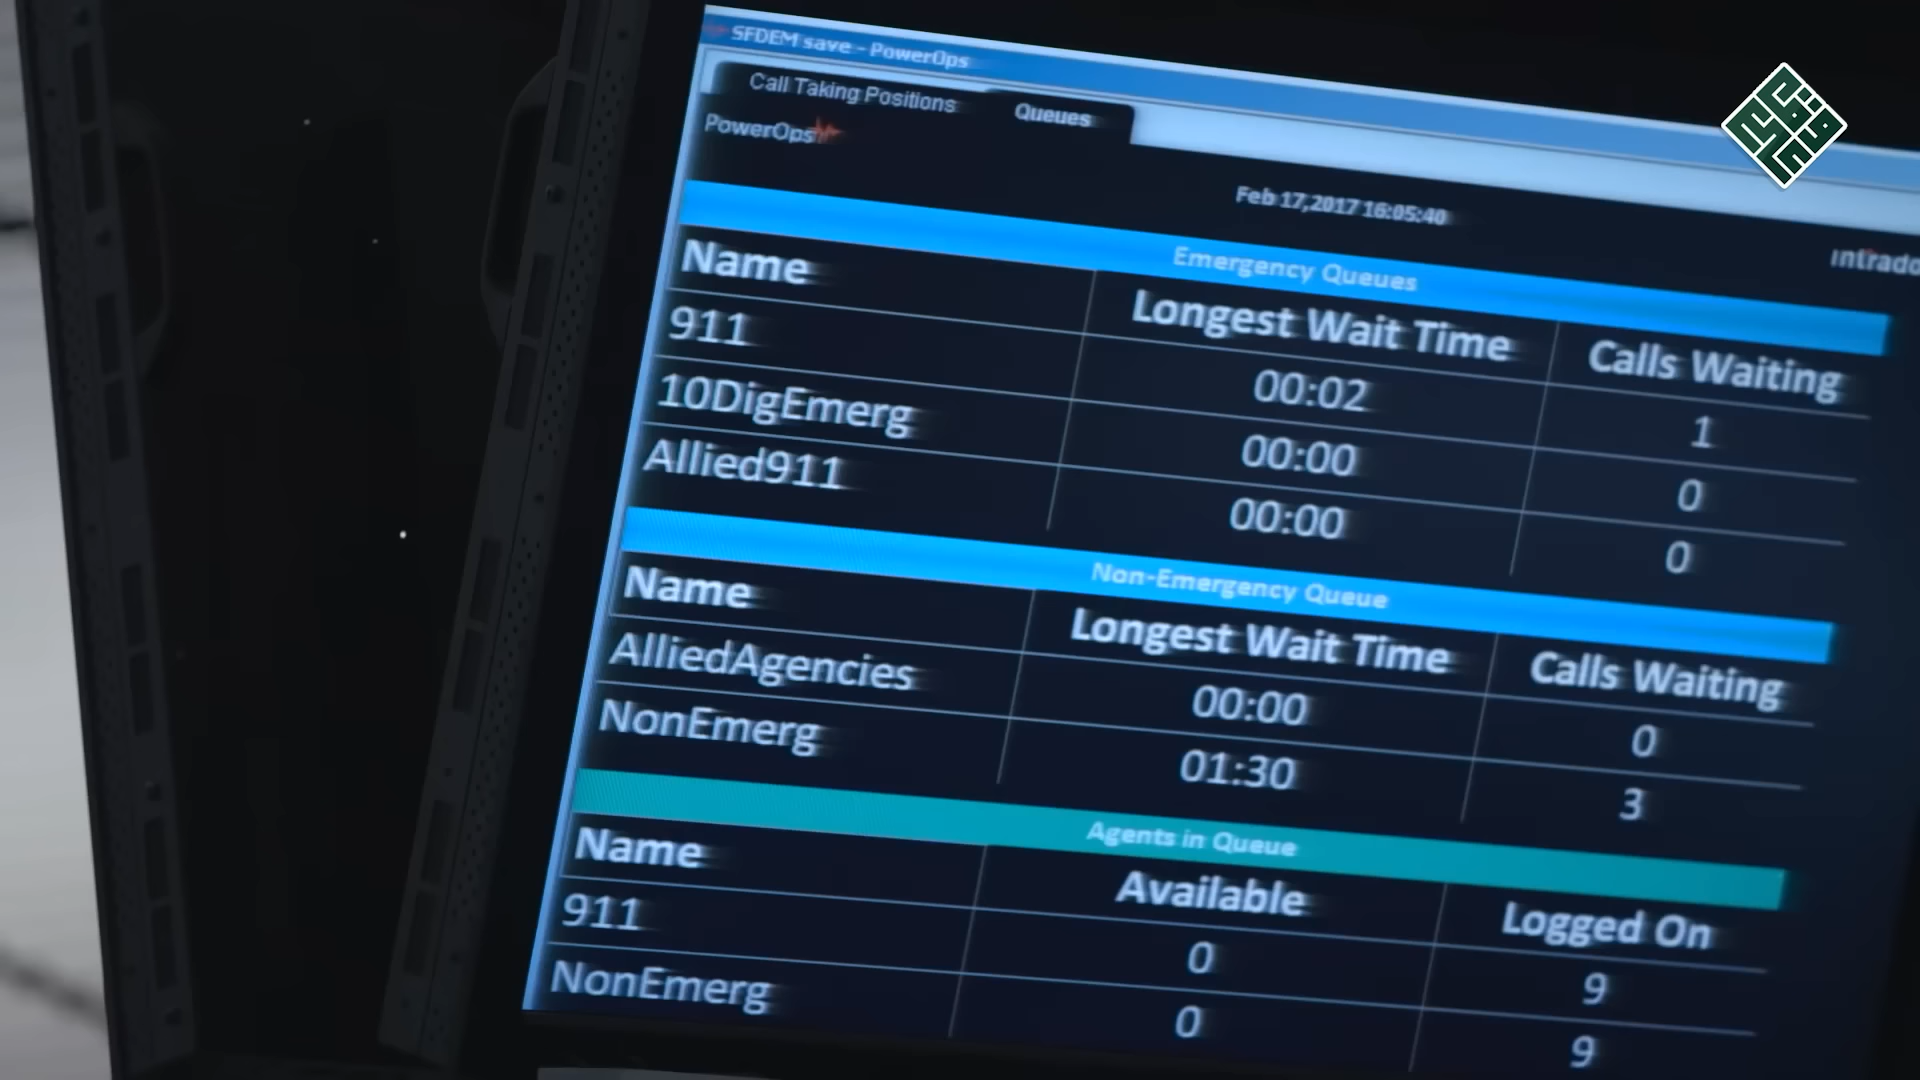 SFDEM save - PowerOps
Call Taking Positions Queues
PowerOps
Feb 17,2017 16:05:40
intrado
Emergency Queues
Name Longest Wait Time Calls Waiting
911 00:02 1
10DigEmerg 00:00 0
Allied911 00:00 0
Non-Emergency Queue
Name Longest Wait Time Calls Waiting
AlliedAgencies 00:00 0
NonEmerg 01:30 3
Agents in Queue
Name Available Logged On
911 0 9
NonEmerg 0 9